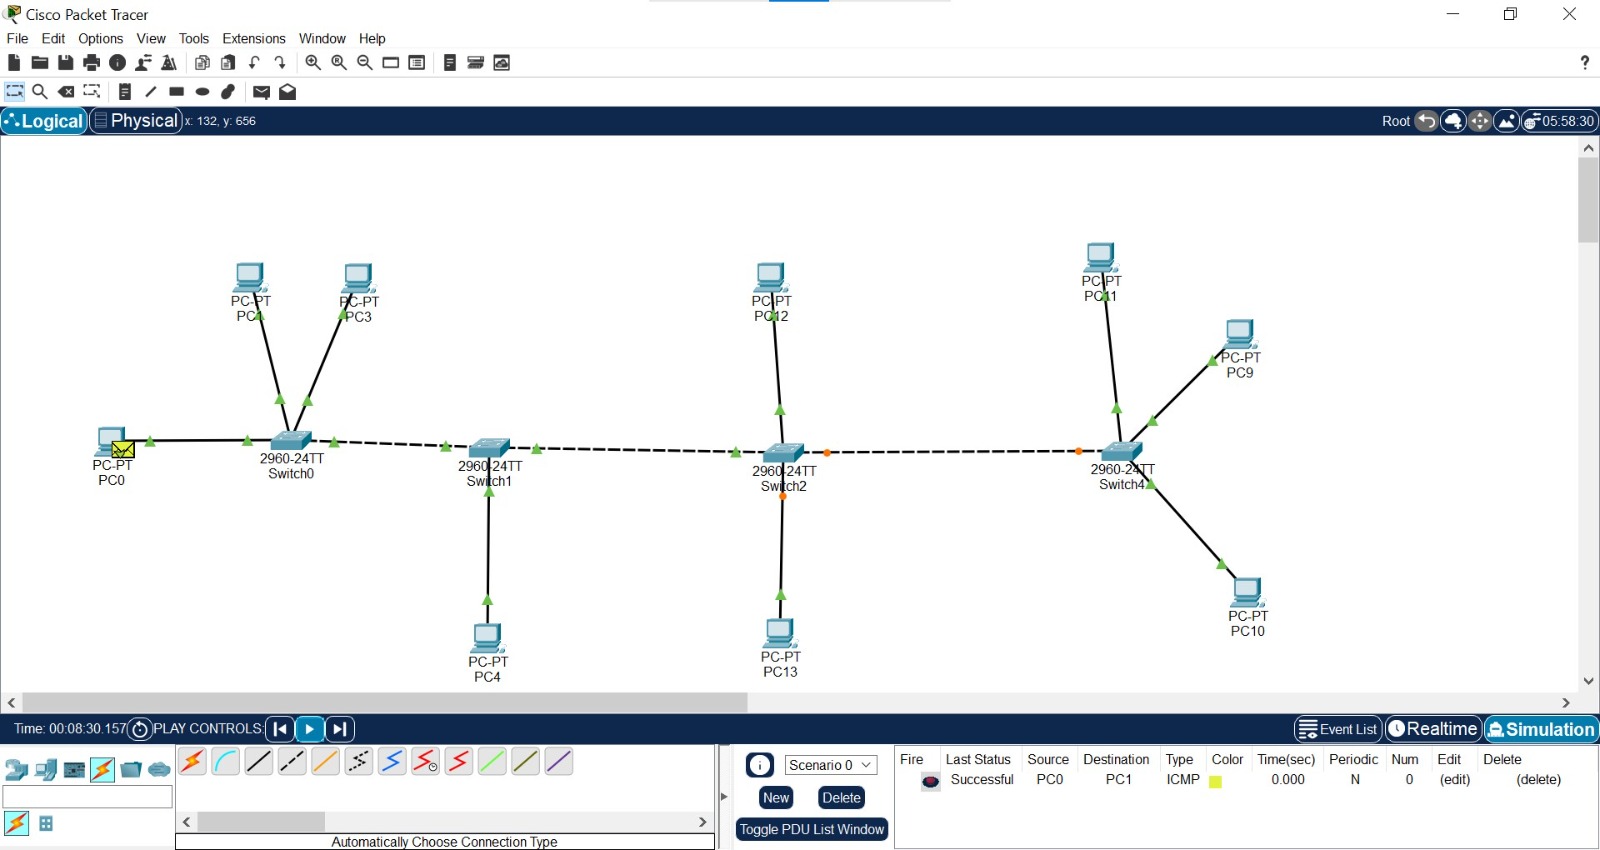 Cisco Packet Tracer
File Edit Options View Tools Extensions Window Help
?
Logical Physical x: 132, y: 656 Root 05:58:30
PC-PT
PC11
PC-PT
PC1
PC-PT
PC3
PC-PT
PC12
PC-PT
PC9
PC-PT
PC0
2960-24TT
Switch0
2960-24TT
Switch1
2960-24TT
Switch2
2960-24TT
Switch4
PC-PT
PC10
PC-PT
PC4
PC-PT
PC13
Time: 00:08:30.157 PLAY CONTROLS: Event List Realtime Simulation
Scenario 0
New Delete
Toggle PDU List Window
Fire Last Status Source Destination Type Color Time(sec) Periodic Num Edit Delete
Successful PC0 PC1 ICMP 0.000 N 0 (edit) (delete)
Automatically Choose Connection Type